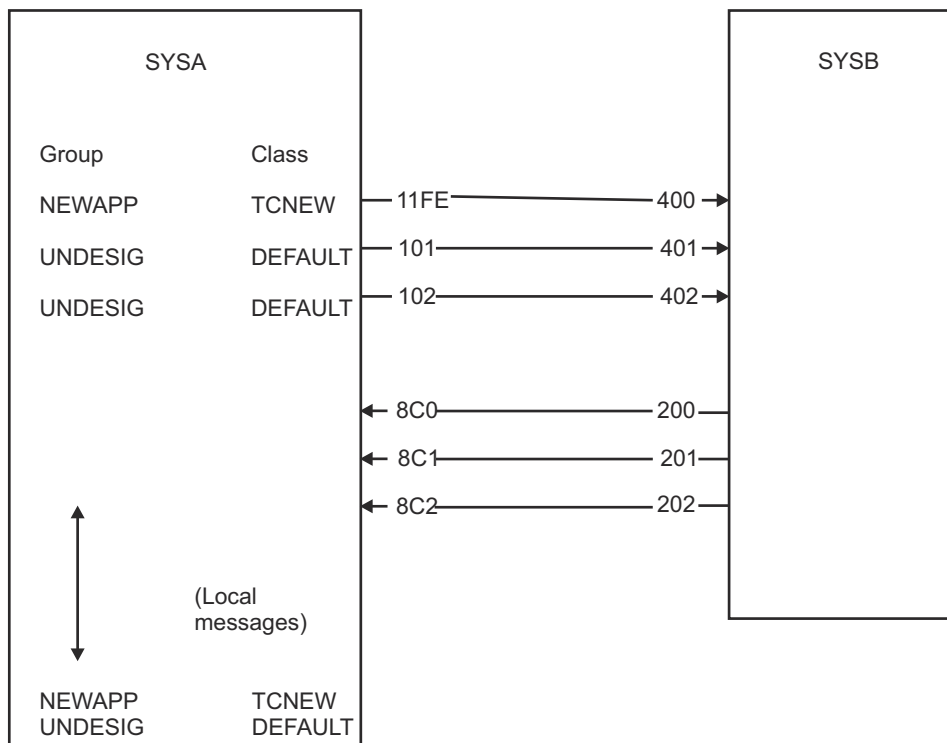 SYSA SYSB
Group Class
NEWAPP TCNEW 11FE 400
UNDESIG DEFAULT 101 401
UNDESIG DEFAULT 102 402
8C0 200
8C1 201
8C2 202
(Local
messages)
NEWAPP TCNEW
UNDESIG DEFAULT